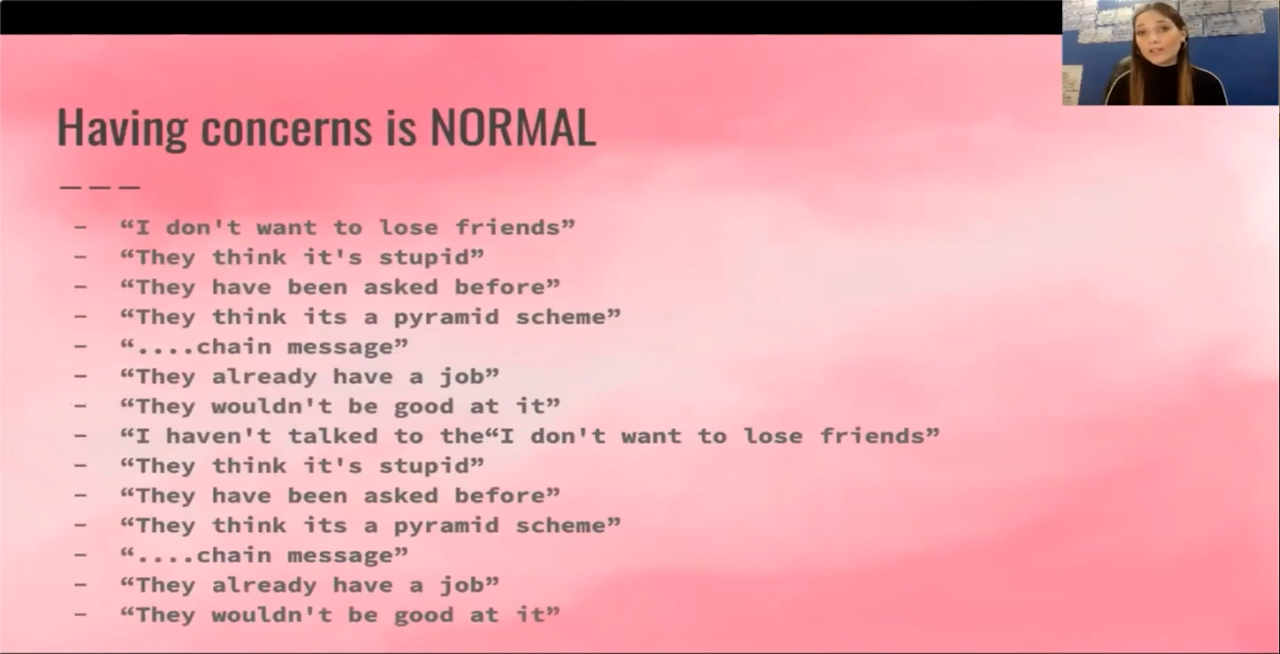 Having concerns is NORMAL
- “I don't want to lose friends”
- “They think it's stupid”
- “They have been asked before”
- “They think its a pyramid scheme”
- “....chain message”
- “They already have a job”
- “They wouldn't be good at it”
- “I haven't talked to the“I don't want to lose friends”
- “They think it's stupid”
- “They have been asked before”
- “They think its a pyramid scheme”
- “....chain message”
- “They already have a job”
- “They wouldn't be good at it”